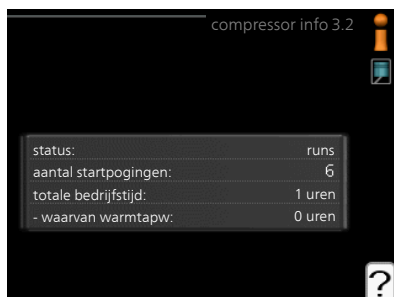 compressor info 3.2
status: runs
aantal startpogingen: 6
totale bedrijfstijd: 1 uren
- waarvan warmtapw: 0 uren
?